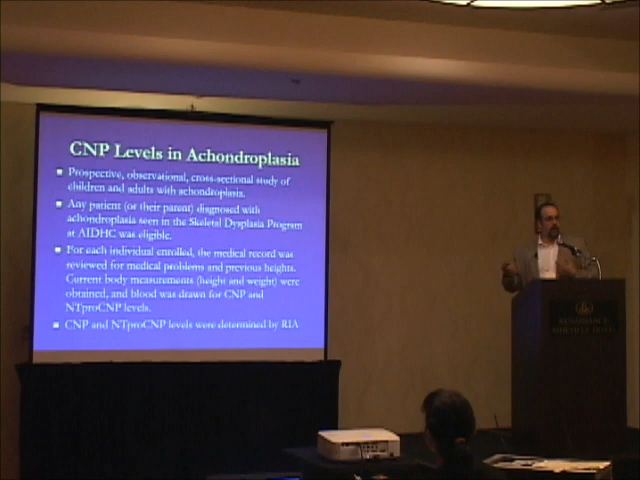 CNP Levels in Achondroplasia
Prospective, observational, cross-sectional study of
children and adults with achondroplasia.
Any patient (or their parent) diagnosed with
achondroplasia seen in the Skeletal Dysplasia Program
at AIDHC was eligible.
For each individual enrolled, the medical record was
reviewed for medical problems and previous heights.
Current body measurements (height and weight) were
obtained, and blood was drawn for CNP and
NTproCNP levels.
CNP and NTproCNP levels were determined by RIA